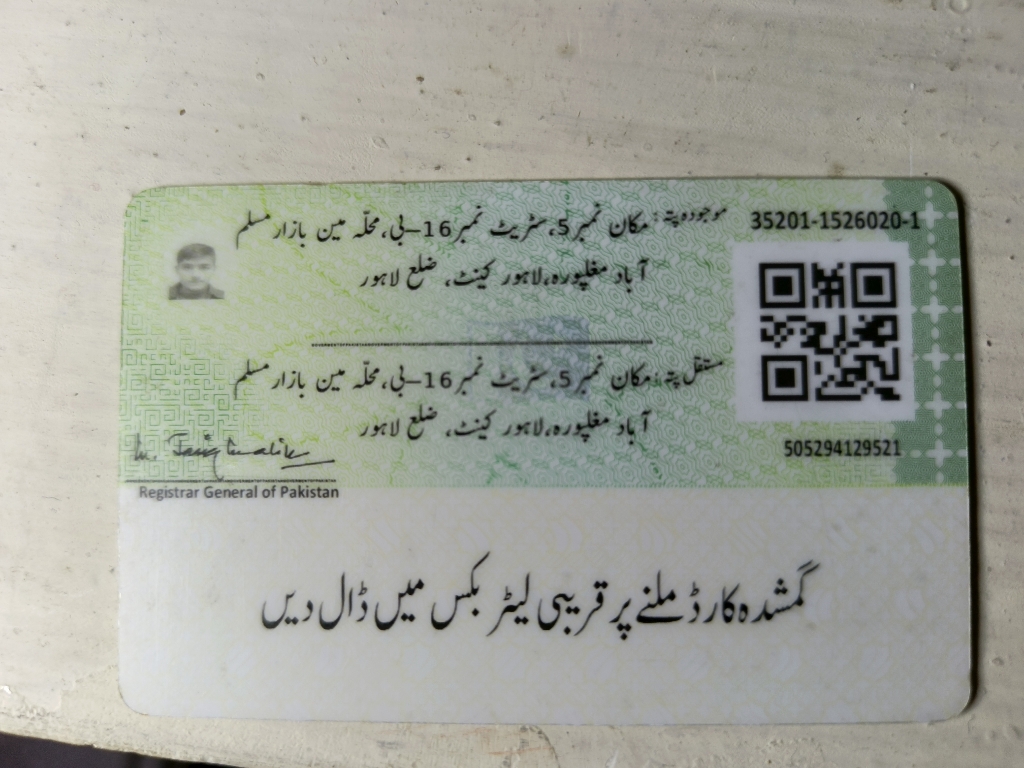 موجودہ پتہ: مکان نمبر 5، سٹریٹ نمبر 16-بی، محلّہ مین بازار مسلم
آباد مغلپورہ، لاہور کینٹ، ضلع لاہور
35201-1526020-1
مستقل پتہ: مکان نمبر 5، سٹریٹ نمبر 16-بی، محلّہ مین بازار مسلم
آباد مغلپورہ، لاہور کینٹ، ضلع لاہور
505294129521
Registrar General of Pakistan
گمشدہ کارڈ ملنے پر قریبی لیٹر بکس میں ڈال دیں